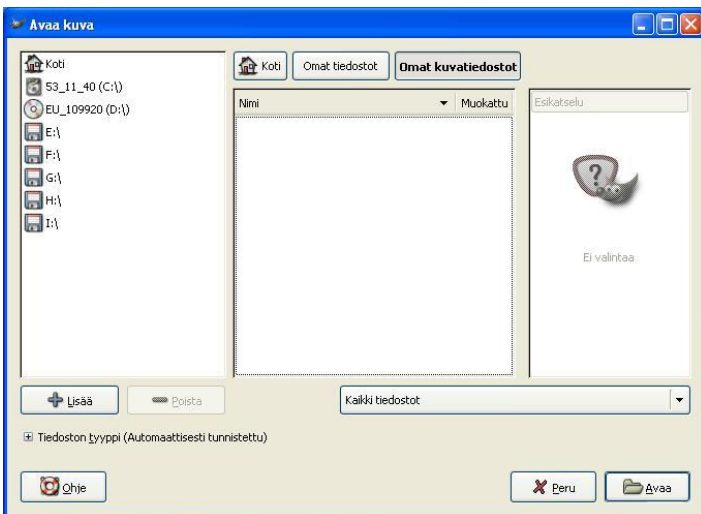 Avaa kuva
Koti
53_11_40 (C:\)
EU_109920 (D:\)
E:\
F:\
G:\
H:\
I:\
Koti
Omat tiedostot
Omat kuvatiedostot
Nimi
Muokattu
Esikatselu
Ei valintaa
Lisää
Poista
Kaikki tiedostot
Tiedoston tyyppi (Automaattisesti tunnistettu)
Ohje
Peru
Avaa